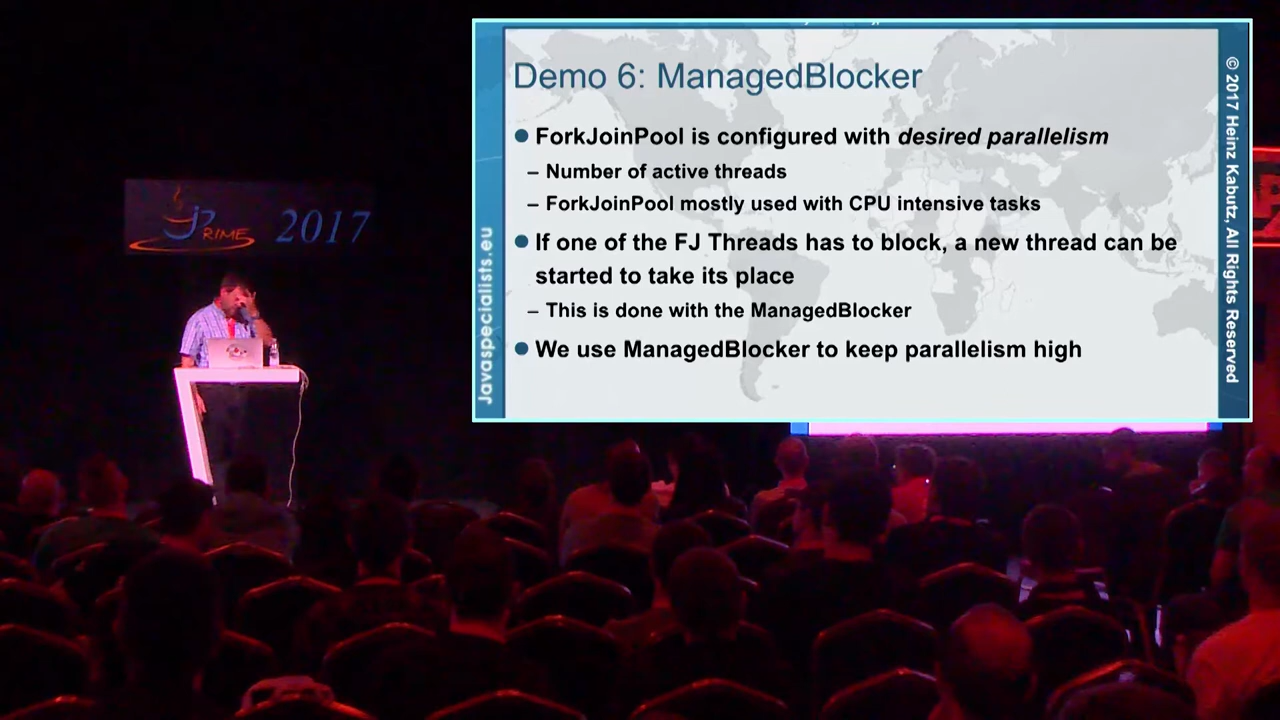 Demo 6: ManagedBlocker
ForkJoinPool is configured with desired parallelism
– Number of active threads
– ForkJoinPool mostly used with CPU intensive tasks
If one of the FJ Threads has to block, a new thread can be
started to take its place
– This is done with the ManagedBlocker
We use ManagedBlocker to keep parallelism high
Javaspecialists.eu
© 2017 Heinz Kabutz, All Rights Reserved
JPRIME 2017